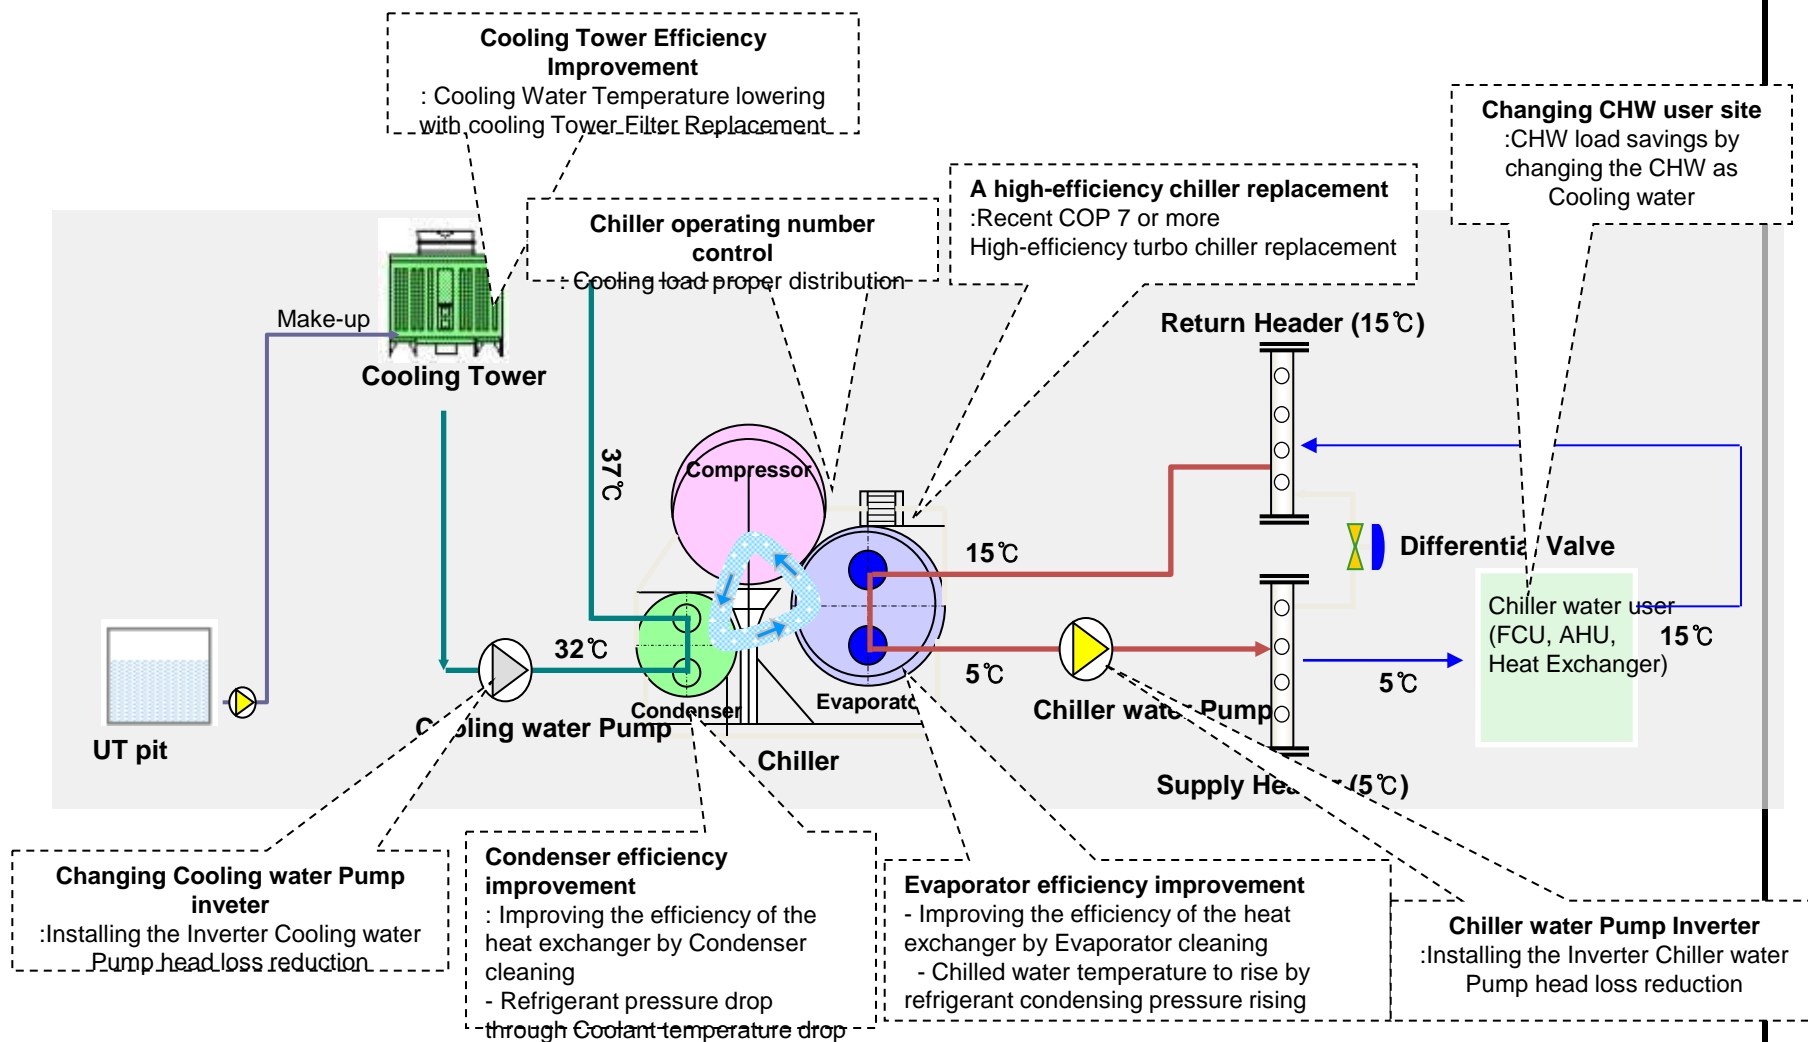 Cooling Tower Efficiency
Improvement
: Cooling Water Temperature lowering
with cooling Tower Filter Replacement
Changing CHW user site
:CHW load savings by
changing the CHW as
Cooling water
A high-efficiency chiller replacement
:Recent COP 7 or more
High-efficiency turbo chiller replacement
Chiller operating number
control
: Cooling load proper distribution
Make-up
Cooling Tower
Return Header (15℃)
37℃
Compressor
15℃
Differential Valve
Chiller water user
(FCU, AHU,
Heat Exchanger)
15℃
32℃
5℃
5℃
Condenser
Evaporator
Chiller water Pump
Cooling water Pump
UT pit
Chiller
Supply Header (5℃)
Changing Cooling water Pump
inveter
:Installing the Inverter Cooling water
Pump head loss reduction
Condenser efficiency
improvement
: Improving the efficiency of the
heat exchanger by Condenser
cleaning
- Refrigerant pressure drop
through Coolant temperature drop
Evaporator efficiency improvement
- Improving the efficiency of the heat
exchanger by Evaporator cleaning
- Chilled water temperature to rise by
refrigerant condensing pressure rising
Chiller water Pump Inverter
:Installing the Inverter Chiller water
Pump head loss reduction